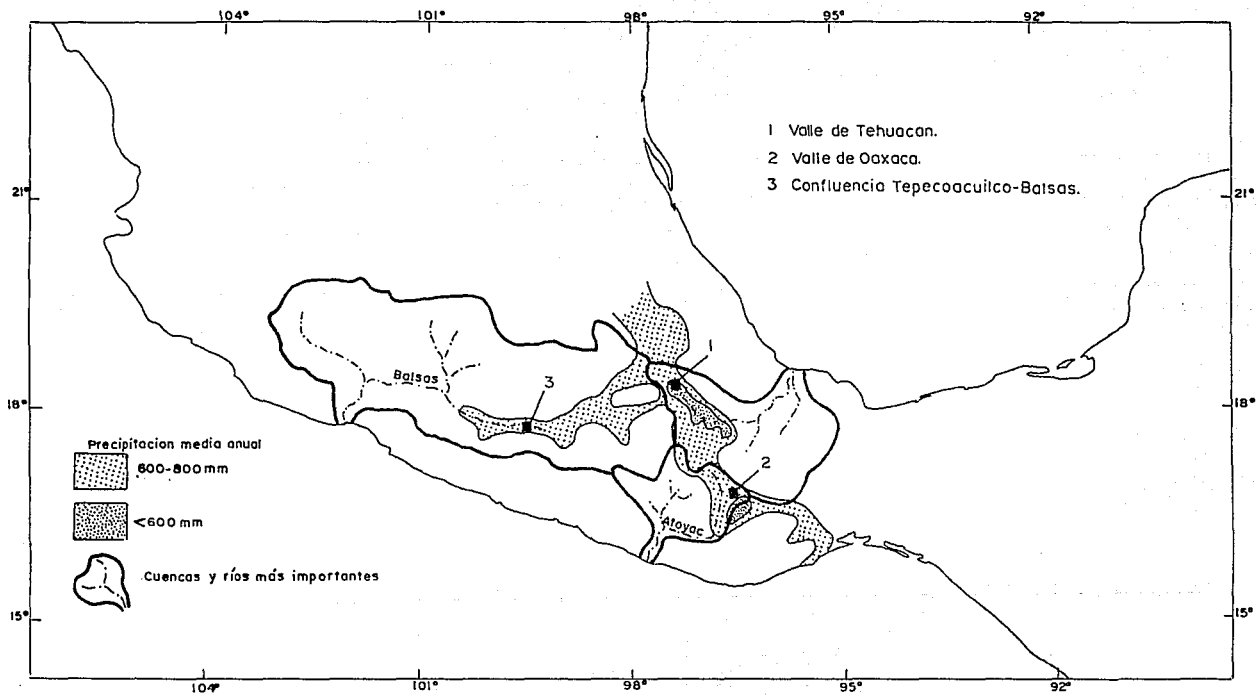 104° 101° 98° 95° 92°
1 Valle de Tehuacan.
2 Valle de Oaxaca.
3 Confluencia Tepecoacuilco-Balsas.
21° 21°
1
Balsas
3
18° 18°
Precipitacion media anual
600-800 mm
2
<600 mm
Atoyac
Cuencas y ríos más importantes
15° 15°
104° 101° 98° 95° 92°